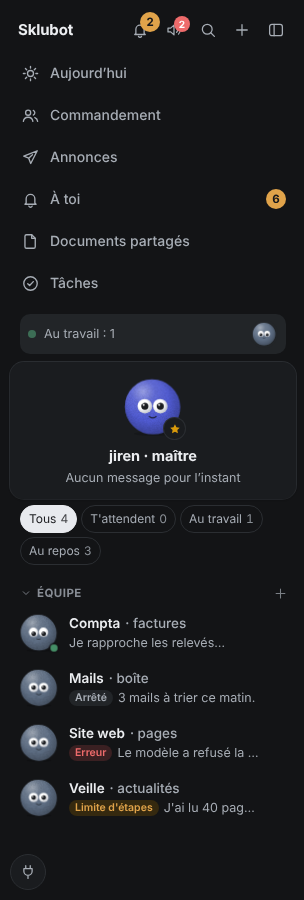 Sklubot 2 2
Aujourd'hui
Commandement
Annonces
À toi 6
Documents partagés
Tâches
Au travail : 1
jiren · maître
Aucun message pour l'instant
Tous 4 T'attendent 0 Au travail 1
Au repos 3
ÉQUIPE
Compta · factures
Je rapproche les relevés...
Mails · boîte
Arrêté 3 mails à trier ce matin.
Site web · pages
Erreur Le modèle a refusé la ...
Veille · actualités
Limite d'étapes J'ai lu 40 pag...